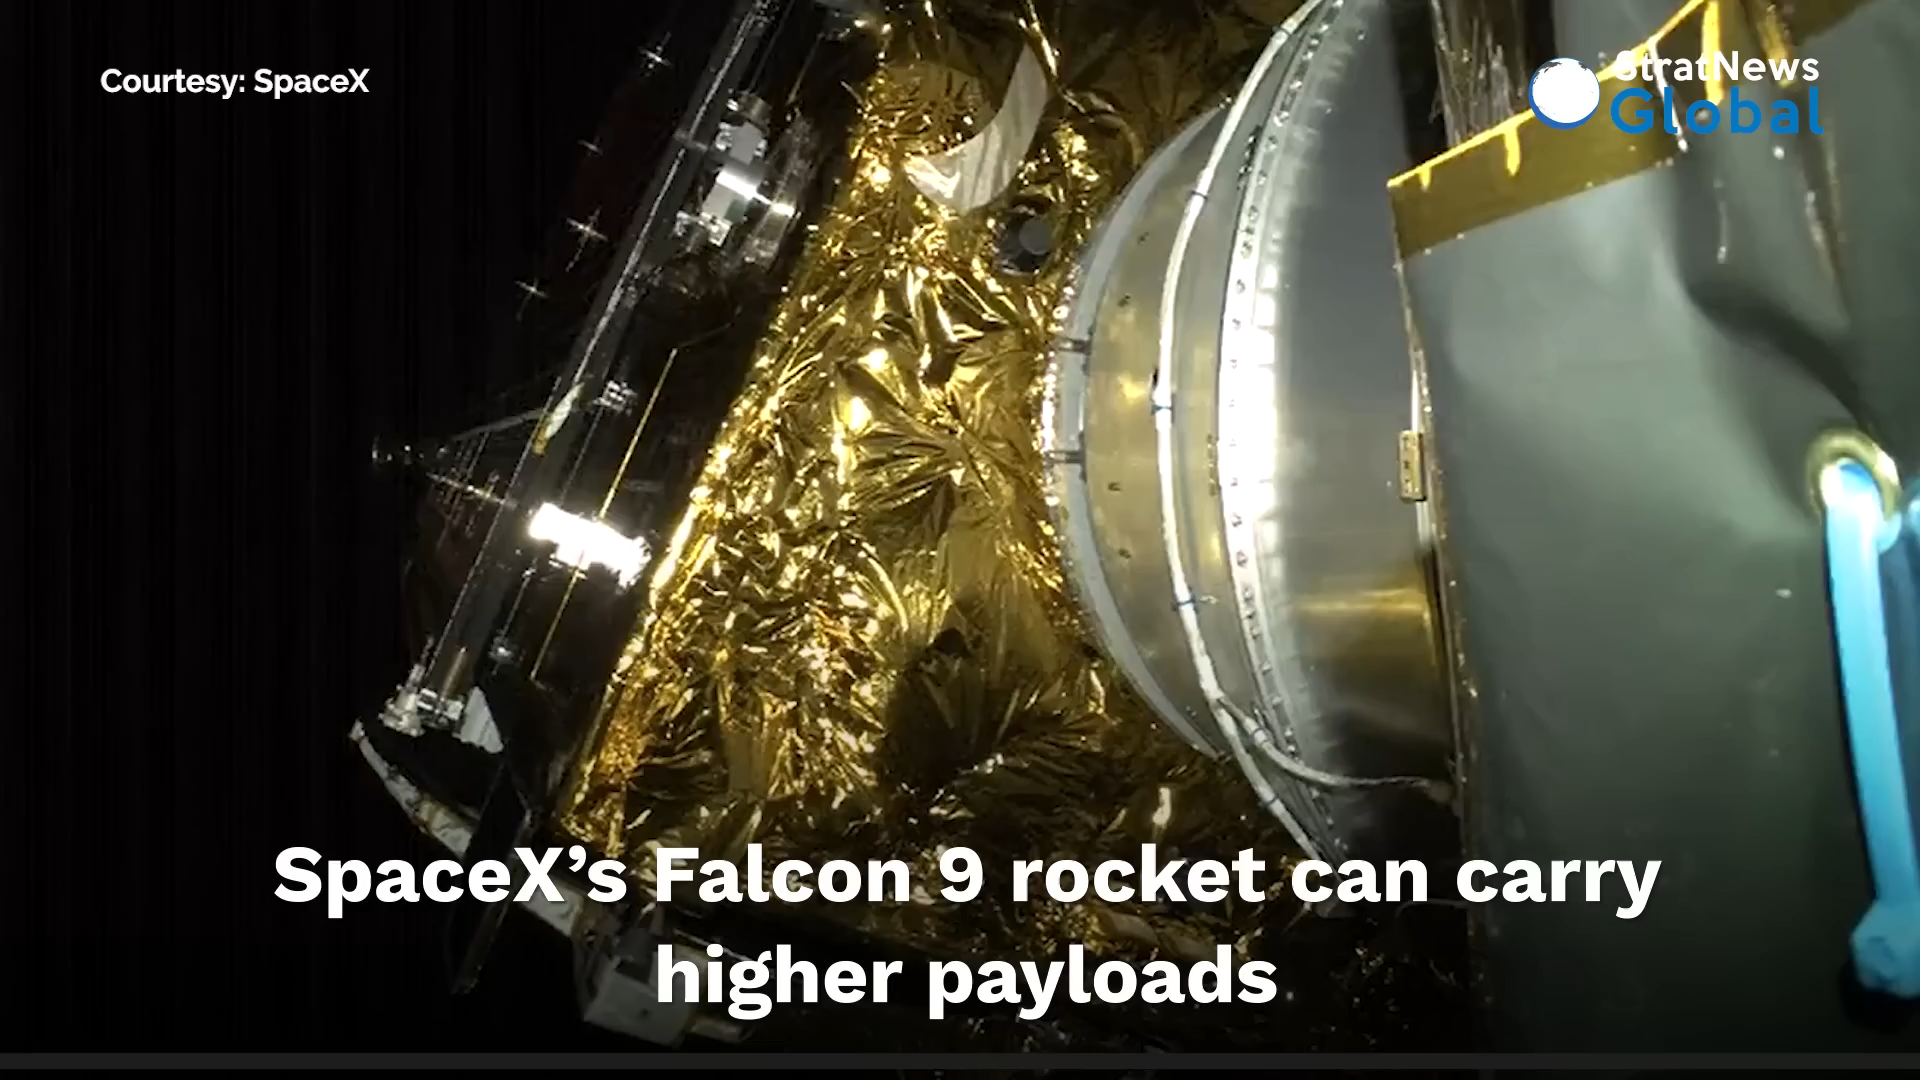 Courtesy: SpaceX
StratNews
Global
SpaceX’s Falcon 9 rocket can carry
higher payloads